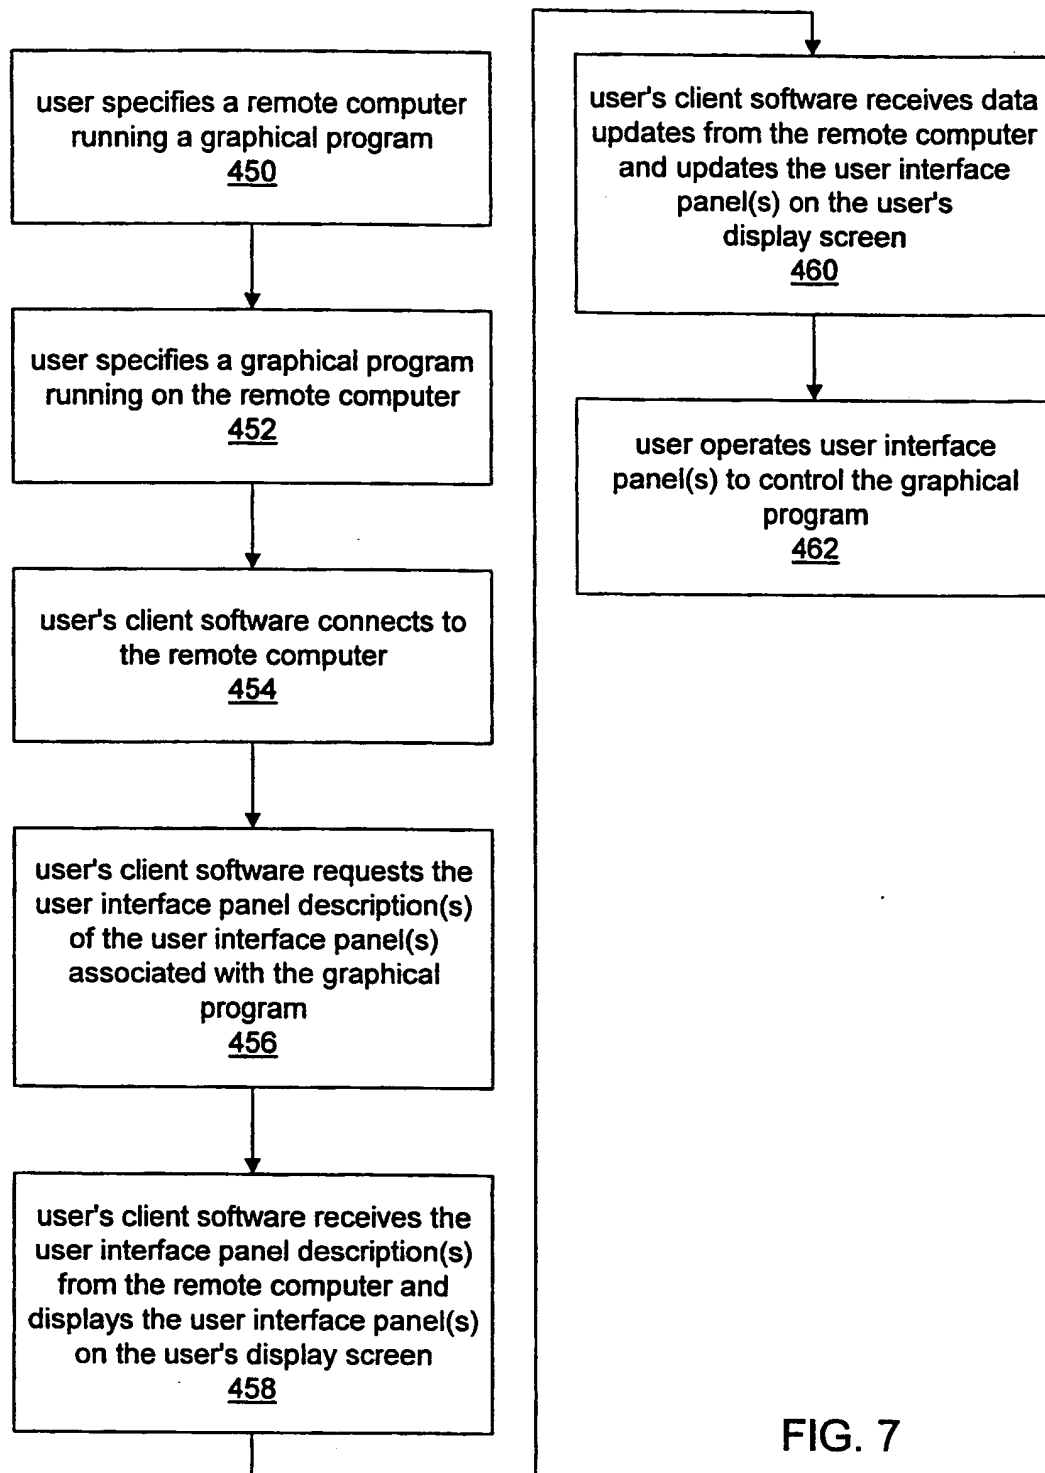 user specifies a remote computer
running a graphical program
450
user specifies a graphical program
running on the remote computer
452
user's client software connects to
the remote computer
454
user's client software requests the
user interface panel description(s)
of the user interface panel(s)
associated with the graphical
program
456
user's client software receives the
user interface panel description(s)
from the remote computer and
displays the user interface panel(s)
on the user's display screen
458
user's client software receives data
updates from the remote computer
and updates the user interface
panel(s) on the user's
display screen
460
user operates user interface
panel(s) to control the graphical
program
462
FIG. 7